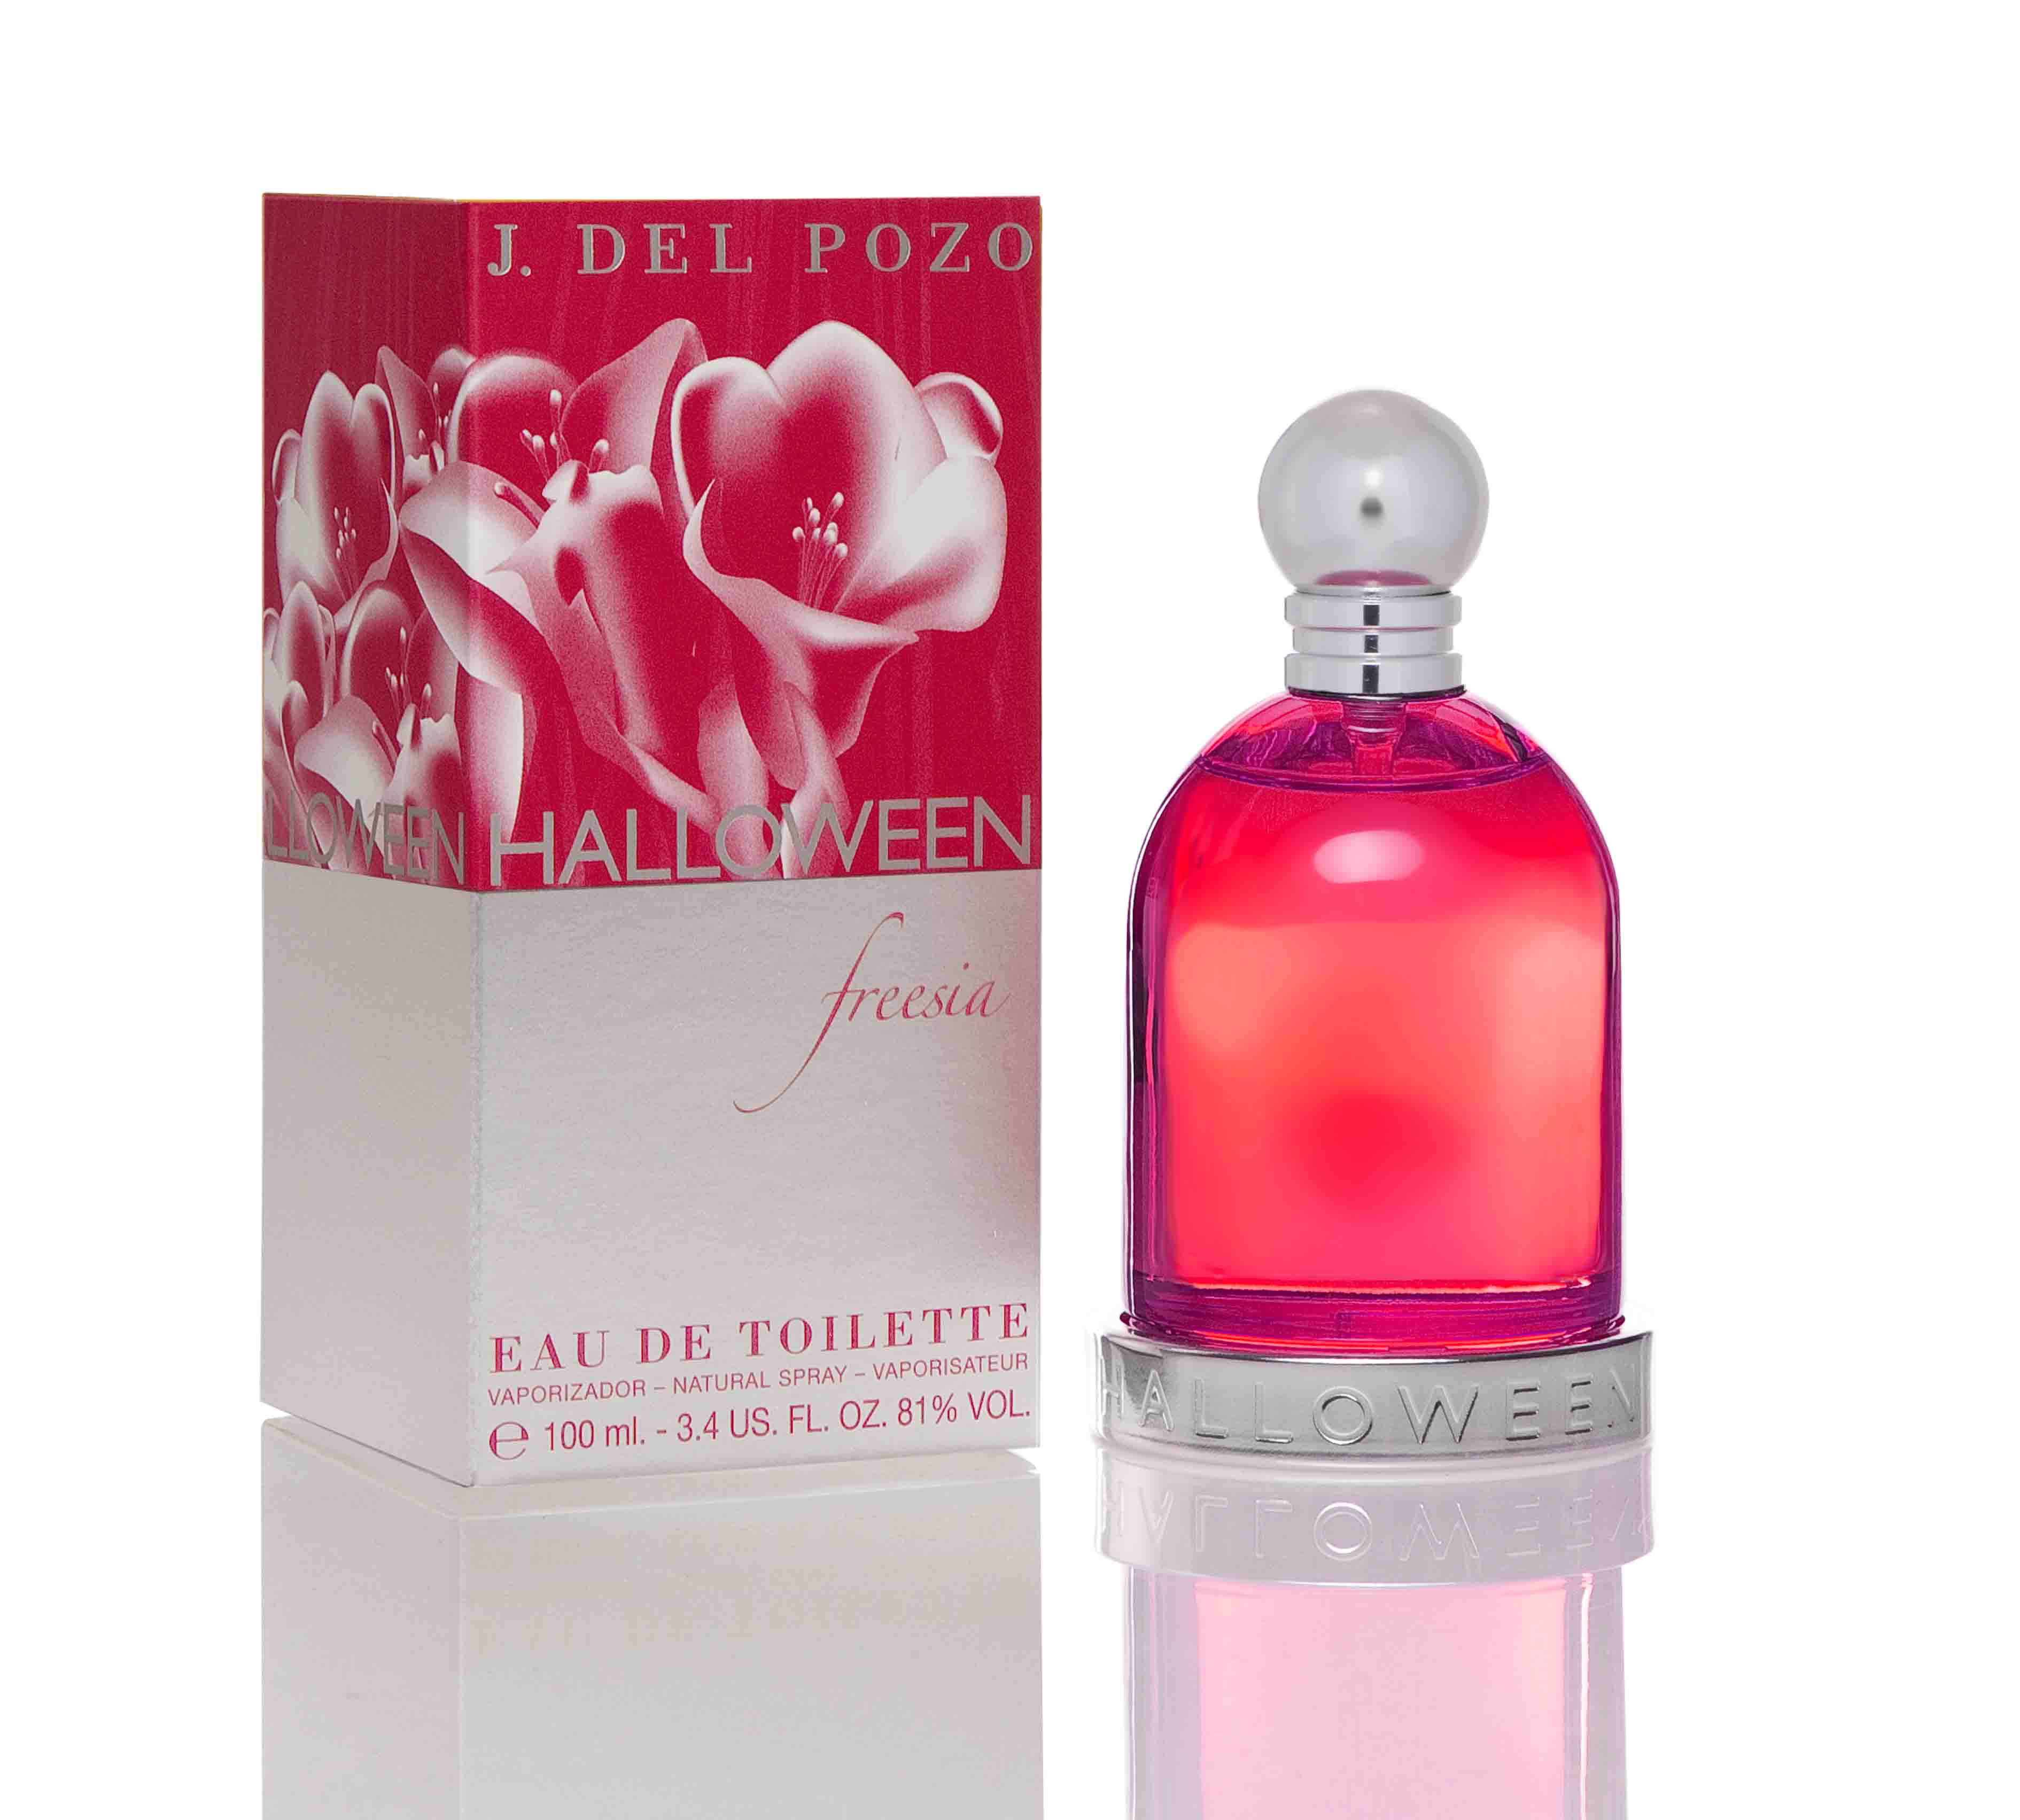 J. DEL POZO
LLOWEEN
HALLOWEEN
freesia
EAU DE TOILETTE
VAPORIZADOR – NATURAL SPRAY – VAPORISATEUR
℮ 100 ml. - 3.4 US. FL. OZ. 81% VOL.
HALLOWEEN